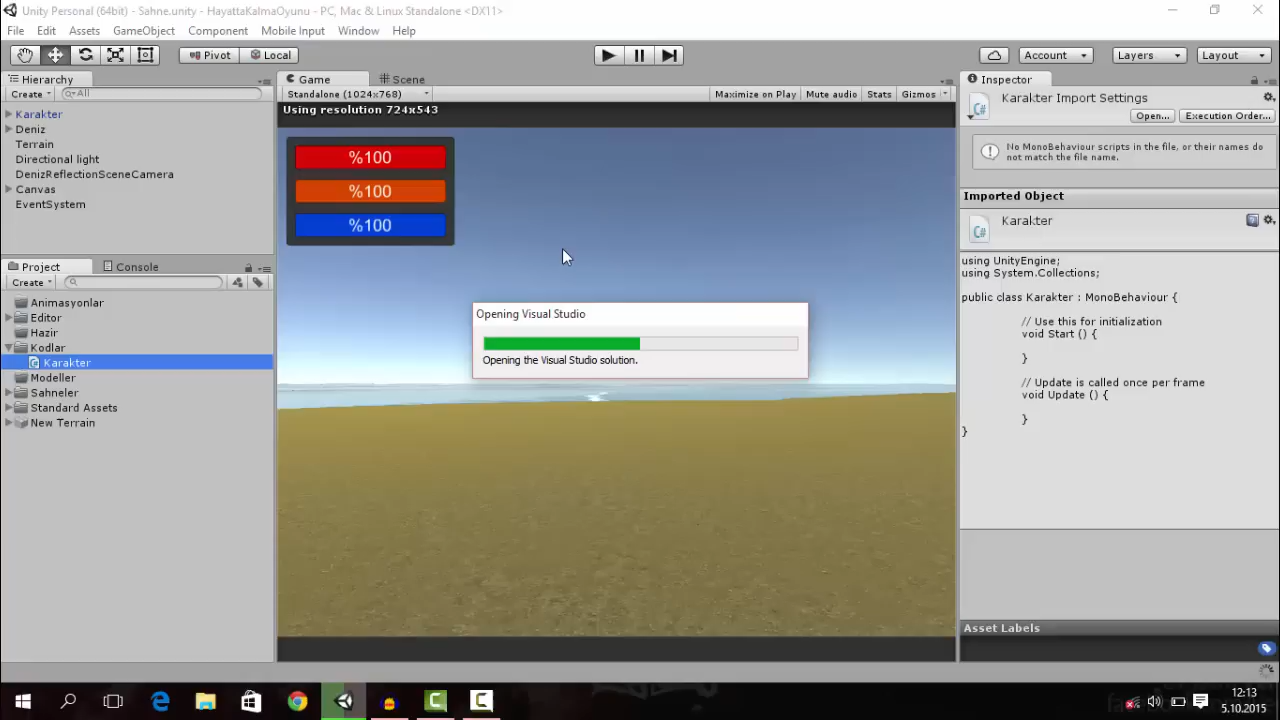 Unity Personal (64bit) - Sahne.unity - HayattaKalmaOyunu - PC, Mac & Linux Standalone <DX11>
File Edit Assets GameObject Component Mobile Input Window Help
Pivot Local Account Layers Layout
Hierarchy
Create All
Karakter
Deniz
Terrain
Directional light
DenizReflectionSceneCamera
Canvas
EventSystem
Project Console
Create
Animasyonlar
Editor
Hazir
Kodlar
Karakter
Modeller
Sahneler
Standard Assets
New Terrain
Game Scene
Standalone (1024x768) Maximize on Play Mute audio Stats Gizmos
Using resolution 724x543
%100
%100
%100
Opening Visual Studio
Opening the Visual Studio solution.
Inspector
Karakter Import Settings
Open... Execution Order...
No MonoBehaviour scripts in the file, or their names do
not match the file name.
Imported Object
Karakter
using UnityEngine;
using System.Collections;
public class Karakter : MonoBehaviour {
// Use this for initialization
void Start () {
}
// Update is called once per frame
void Update () {
}
}
Asset Labels
12:13
5.10.2015